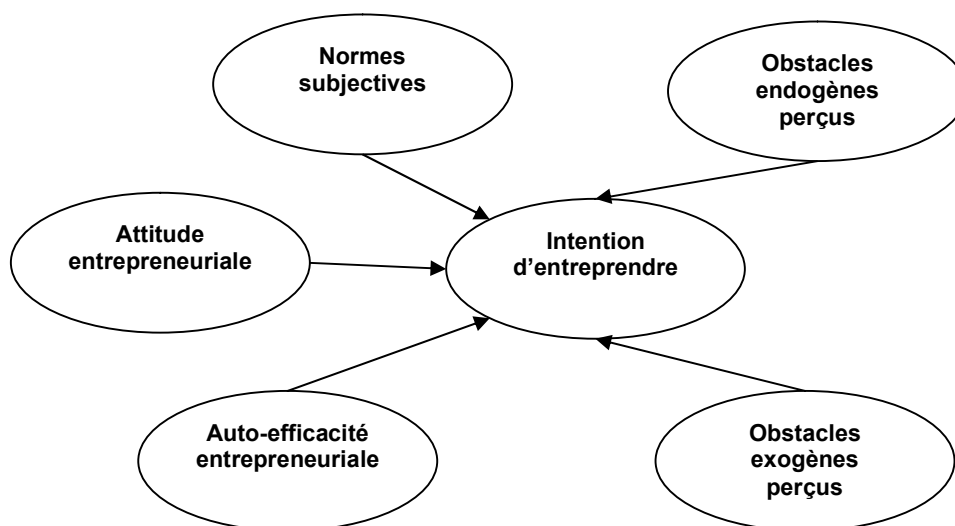 Normes
subjectives
Obstacles
endogènes
perçus
Attitude
entrepreneuriale
Intention
d’entreprendre
Auto-efficacité
entrepreneuriale
Obstacles
exogènes
perçus